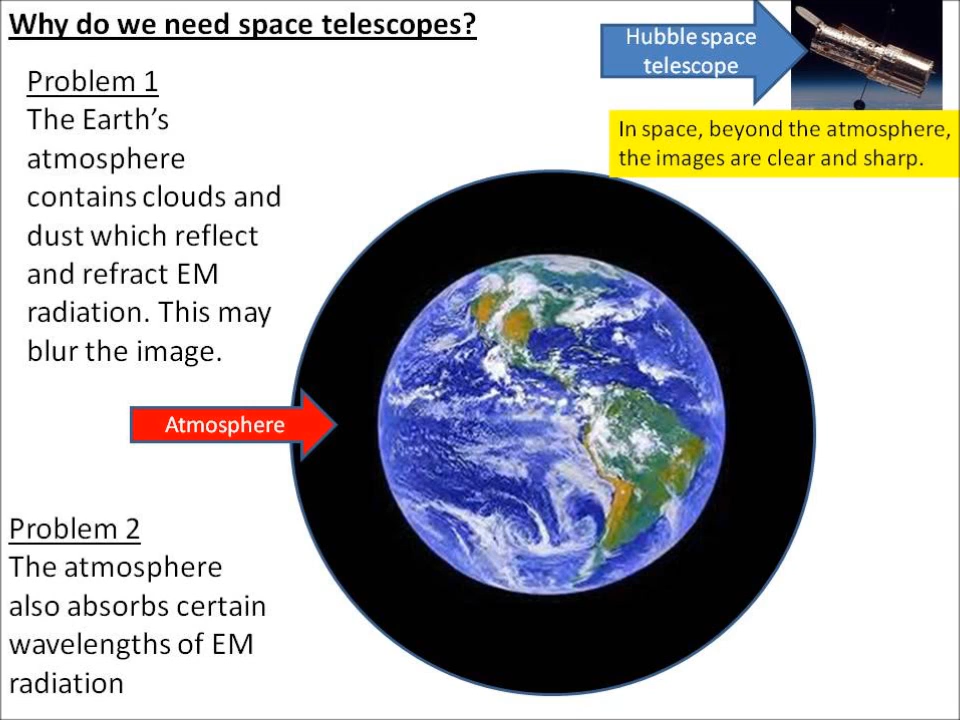 Why do we need space telescopes?
Hubble space
telescope
In space, beyond the atmosphere,
the images are clear and sharp.
Problem 1
The Earth’s
atmosphere
contains clouds and
dust which reflect
and refract EM
radiation. This may
blur the image.
Atmosphere
Problem 2
The atmosphere
also absorbs certain
wavelengths of EM
radiation